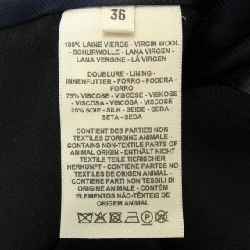 36
100% LAINE VIERGE - VIRGIN WOOL
SCHURWOLLE - LANA VIRGEN
LANA VERGINE - LÃ VIRGEN
DOUBLURE - LINING -
INNENFUTTER - FORRO - FODERA -
FORRO
75% VISCOSE - VISCOSE - VISKOSE
VISCOSA - VISCOSA - VISCOSE
25% SOIE - SILK - SEIDE - SEDA
SETA - SEDA
CONTIENT DES PARTIES NON
TEXTILES D'ORIGINE ANIMALE
CONTAINS NON-TEXTILE PARTS OF
ANIMAL ORIGIN - ENTHÄLT NICHT
TEXTILE TEILE TIERISCHER
HERKUNFT - CONTIENE PARTES NO
TEXTILES DE ORIGEN ANIMAL
CONTIENE PARTI NON TESSILI DI
ORIGINE ANIMALE - CONTÉM
ELEMENTOS NÃO TÊXTEIS DE
ORIGEM ANIMAL